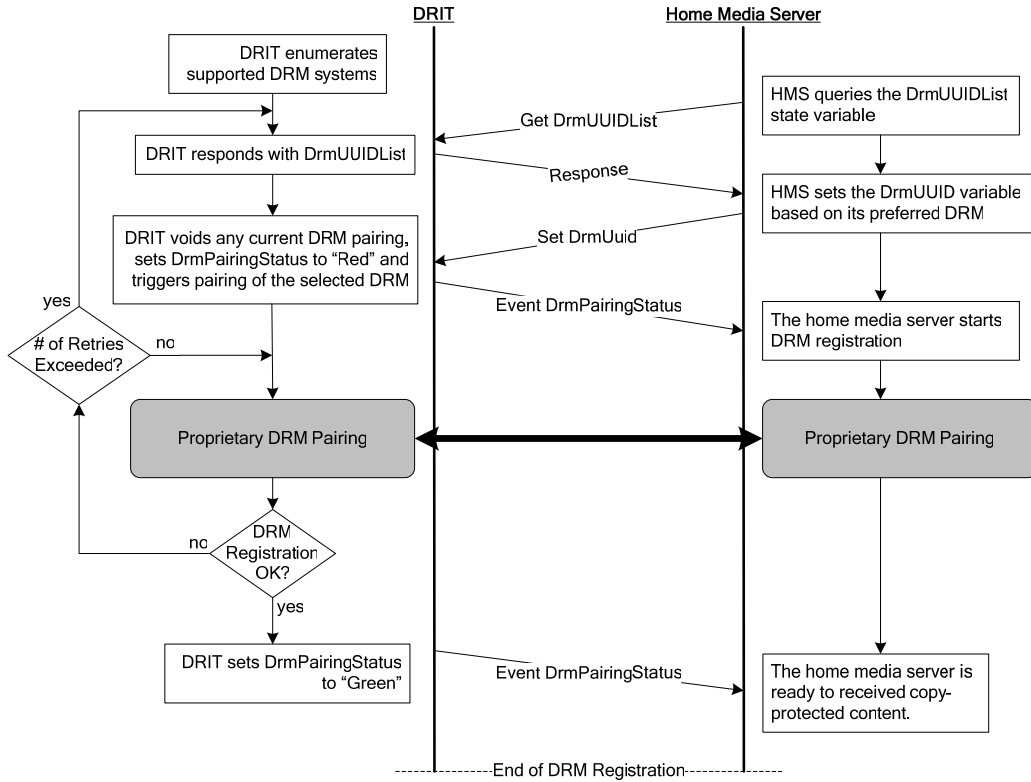 DRIT
Home Media Server
DRIT enumerates
supported DRM systems
HMS queries the DrmUUIDList
state variable
Get DrmUUIDList
DRIT responds with DrmUUIDList
Response
HMS sets the DrmUUID variable
based on its preferred DRM
DRIT voids any current DRM pairing,
sets DrmPairingStatus to “Red” and
triggers pairing of the selected DRM
Set DrmUuid
Event DrmPairingStatus
yes
# of Retries
Exceeded?
no
The home media server starts
DRM registration
Proprietary DRM Pairing
Proprietary DRM Pairing
no
DRM
Registration
OK?
yes
DRIT sets DrmPairingStatus
to “Green”
Event DrmPairingStatus
The home media server is
ready to received copy-
protected content.
End of DRM Registration